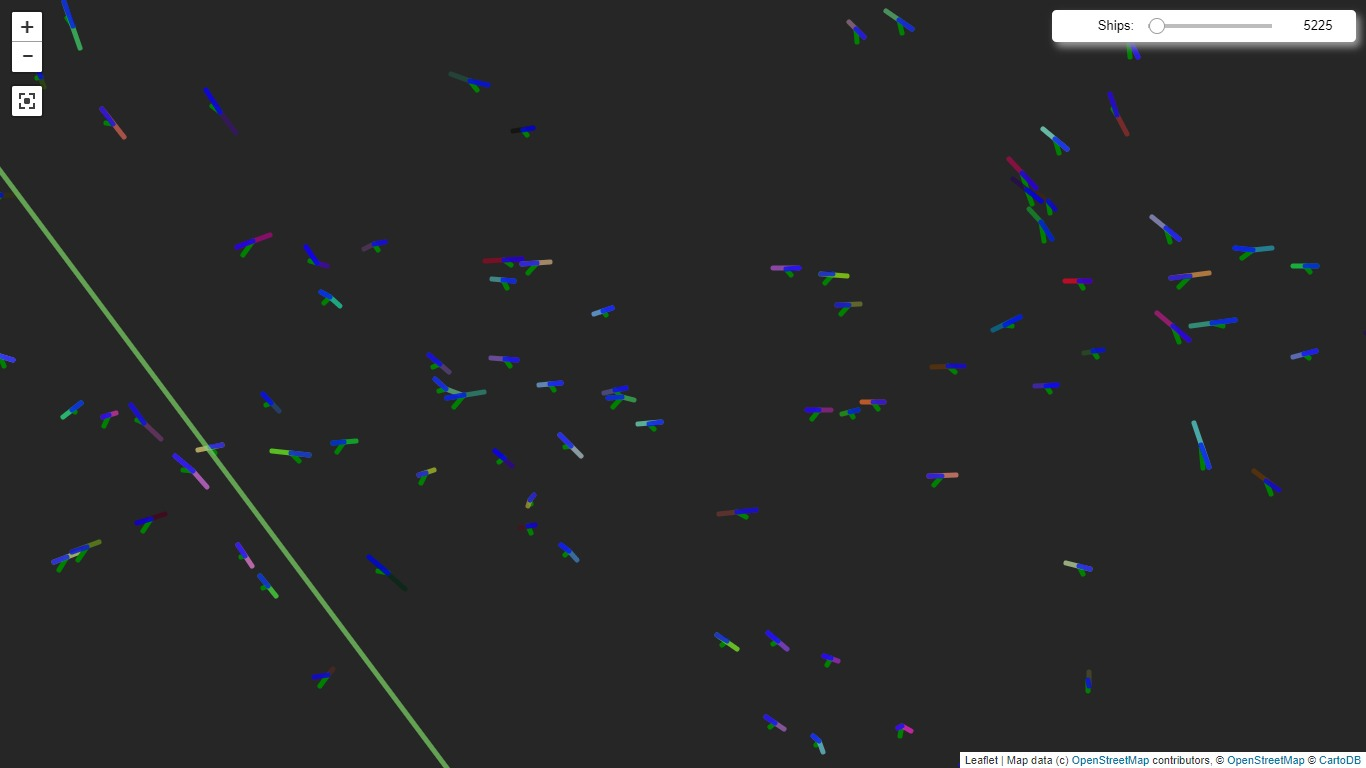 +
−
Ships: 5225
Leaflet | Map data (c) OpenStreetMap contributors, © OpenStreetMap © CartoDB